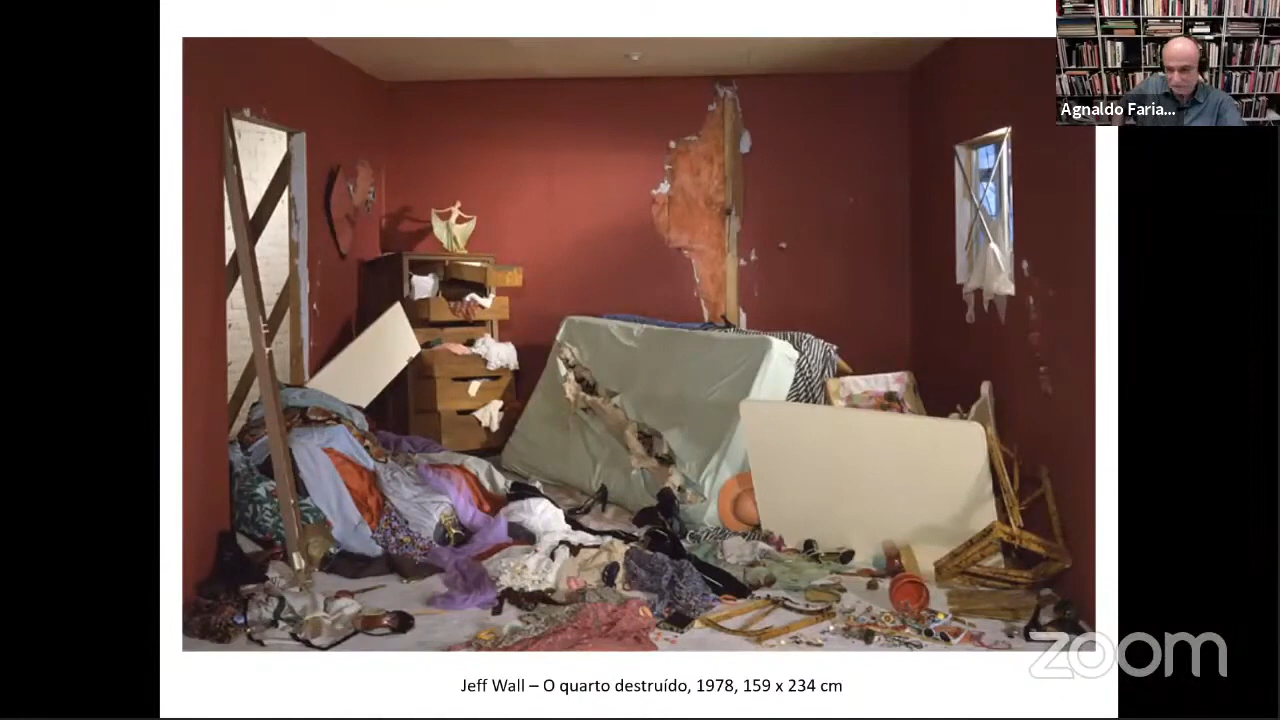 Agnaldo Faria...
zoom
Jeff Wall – O quarto destruído, 1978, 159 x 234 cm